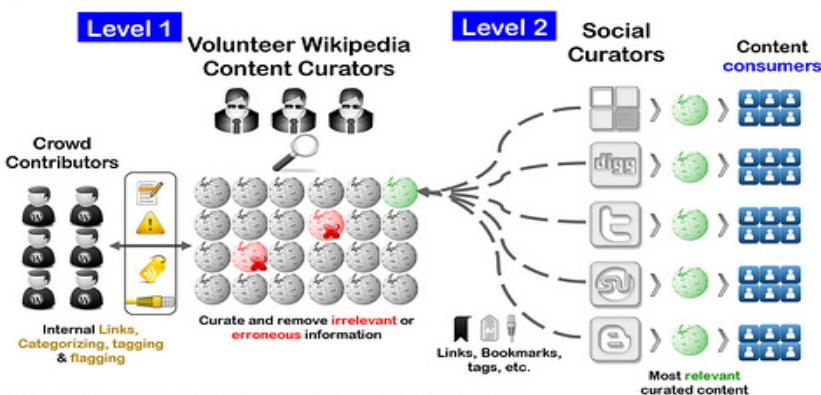 Level 1
Volunteer Wikipedia
Content Curators
Level 2
Social
Curators
Content
consumers
Crowd
Contributors
digg
Internal Links,
Categorizing, tagging
& flagging
Curate and remove irrelevant or
erroneous information
Links, Bookmarks,
tags, etc.
Most relevant
curated content